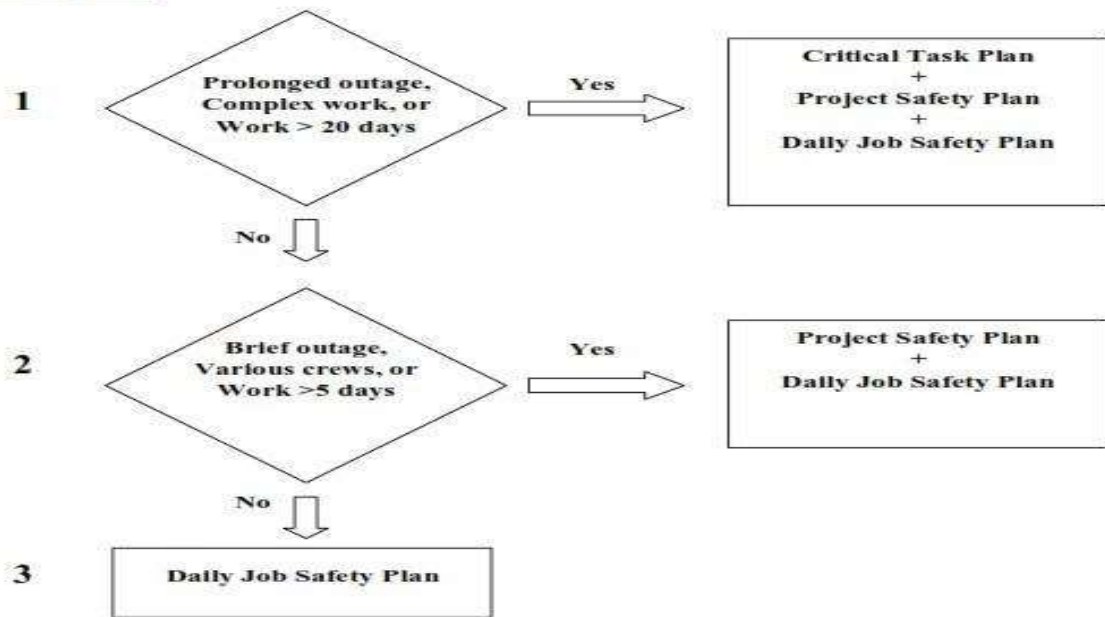 1
Prolonged outage,
Complex work, or
Work > 20 days
Yes
Critical Task Plan
+
Project Safety Plan
+
Daily Job Safety Plan
No
2
Brief outage,
Various crews, or
Work >5 days
Yes
Project Safety Plan
+
Daily Job Safety Plan
No
3
Daily Job Safety Plan